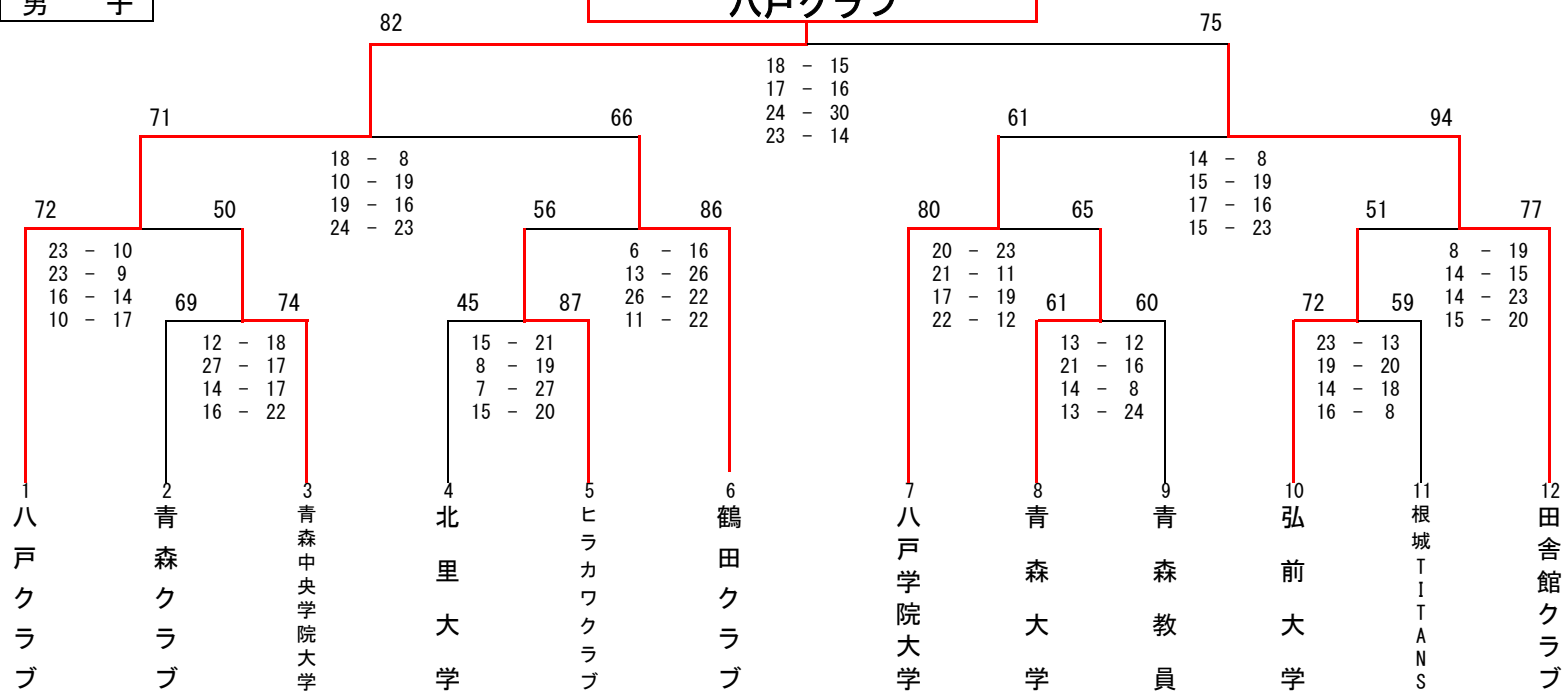 男　子
八戸クラブ
82 75
18 － 15
17 － 16
24 － 30
23 － 14
71 66 61 94
18 － 8
10 － 19
19 － 16
24 － 23
14 － 8
15 － 19
17 － 16
15 － 23
72 50 56 86 80 65 51 77
23 － 10
23 － 9
16 － 14
10 － 17
6 － 16
13 － 26
26 － 22
11 － 22
20 － 23
21 － 11
17 － 19
22 － 12
8 － 19
14 － 15
14 － 23
15 － 20
69 74 45 87 61 60 72 59
12 － 18
27 － 17
14 － 17
16 － 22
15 － 21
8 － 19
7 － 27
15 － 20
13 － 12
21 － 16
14 － 8
13 － 24
23 － 13
19 － 20
14 － 18
16 － 8
1
八戸クラブ
2
青森クラブ
3
青森中央学院大学
4
北里大学
5
ヒラカワクラブ
6
鶴田クラブ
7
八戸学院大学
8
青森大学
9
青森教員
10
弘前大学
11
根城TITANS
12
田舎館クラブ